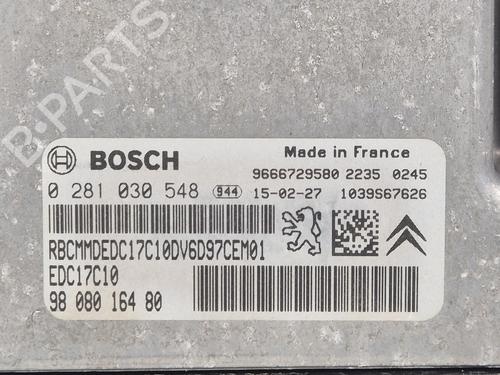 B-PARTS
BOSCH
Made in France
9666729580 2235 0245
0 281 030 548 944 15-02-27 1039S67626
RBCMMDEDC17C10DV6D97CEM01
EDC17C10
98 080 164 80